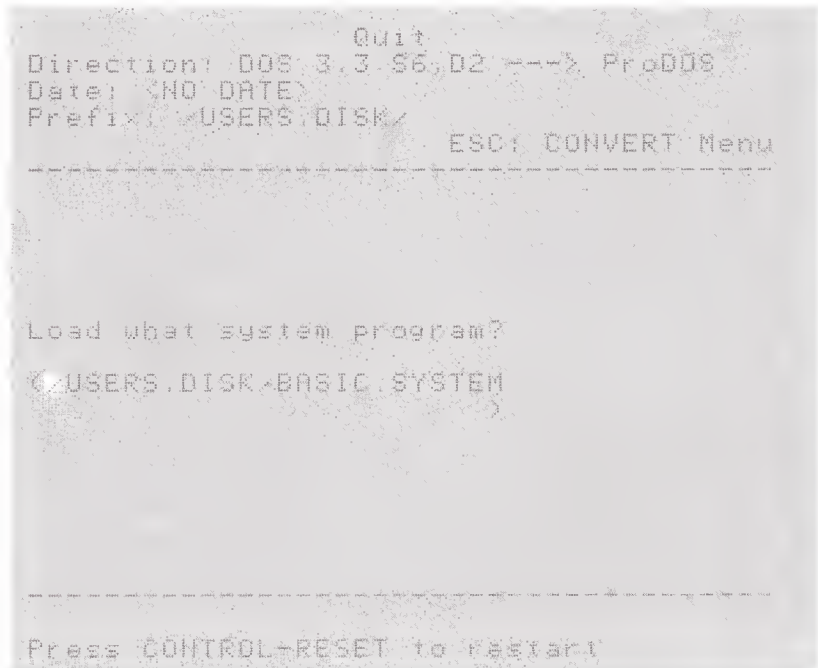 Quit
Direction: DOS 3.3 S6,D2 ---> ProDOS
Date: <NO DATE>
Prefix: /USERS.DISK/
ESC: CONVERT Menu
Load what system program?
(/USERS.DISK/BASIC.SYSTEM
)
Press CONTROL-RESET to restart